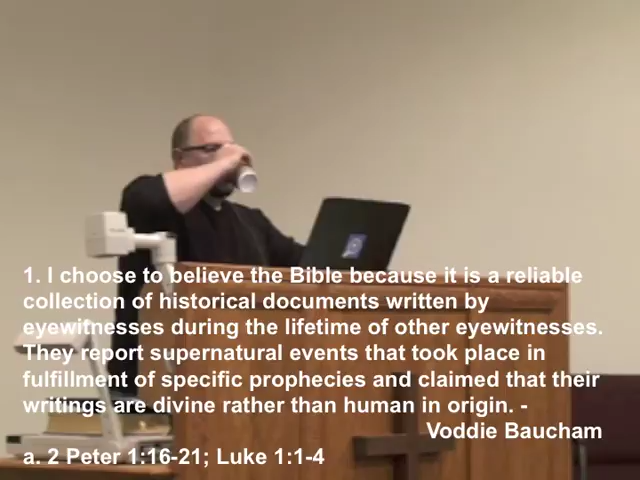 1. I choose to believe the Bible because it is a reliable
collection of historical documents written by
eyewitnesses during the lifetime of other eyewitnesses.
They report supernatural events that took place in
fulfillment of specific prophecies and claimed that their
writings are divine rather than human in origin. -
Voddie Baucham
a. 2 Peter 1:16-21; Luke 1:1-4